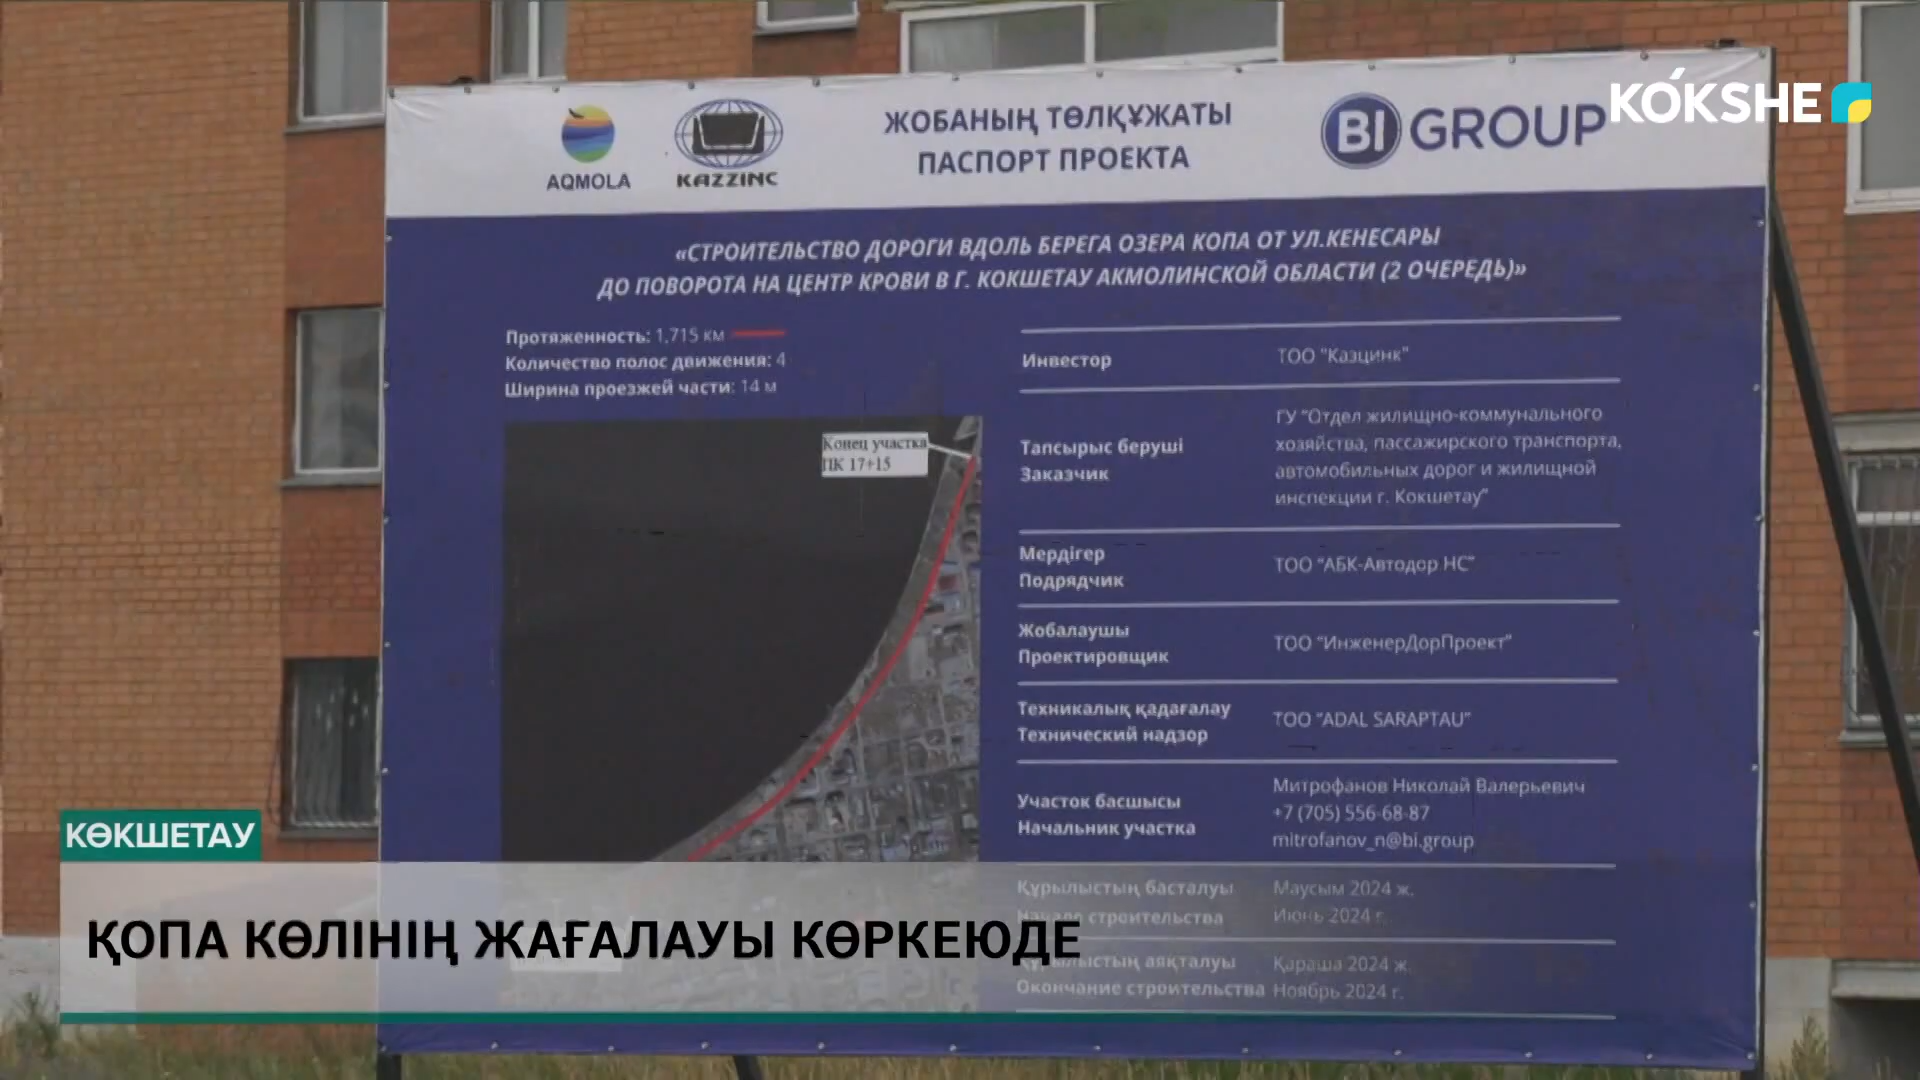 AQMOLA
KAZZINC
ЖОБАНЫҢ ТӨЛҚҰЖАТЫ
ПАСПОРТ ПРОЕКТА
BI GROUP
KÓKSHE
«СТРОИТЕЛЬСТВО ДОРОГИ ВДОЛЬ БЕРЕГА ОЗЕРА КОПА ОТ УЛ.КЕНЕСАРЫ
ДО ПОВОРОТА НА ЦЕНТР КРОВИ В Г. КОКШЕТАУ АКМОЛИНСКОЙ ОБЛАСТИ (2 ОЧЕРЕДЬ)»
Протяженность: 1,715 км
Количество полос движения: 4
Ширина проезжей части: 14 м
Конец участка
ПК 17+15
Инвестор
ТОО "Казцинк"
Тапсырыс беруші
Заказчик
ГУ "Отдел жилищно-коммунального
хозяйства, пассажирского транспорта,
автомобильных дорог и жилищной
инспекции г. Кокшетау"
Мердігер
Подрядчик
ТОО "АБК-Автодор НС"
Жобалаушы
Проектировщик
ТОО "ИнженерДорПроект"
Техникалық қадағалау
Технический надзор
ТОО "ADAL SARAPTAU"
Участок басшысы
Начальник участка
Митрофанов Николай Валерьевич
+7 (705) 556-68-87
mitrofanov_n@bi.group
Құрылыстың басталуы
Начало строительства
Маусым 2024 ж.
Июнь 2024 г.
Құрылыстың аяқталуы
Окончание строительства
Қараша 2024 ж.
Ноябрь 2024 г.
КӨКШЕТАУ
ҚОПА КӨЛІНІҢ ЖАҒАЛАУЫ КӨРКЕЮДЕ